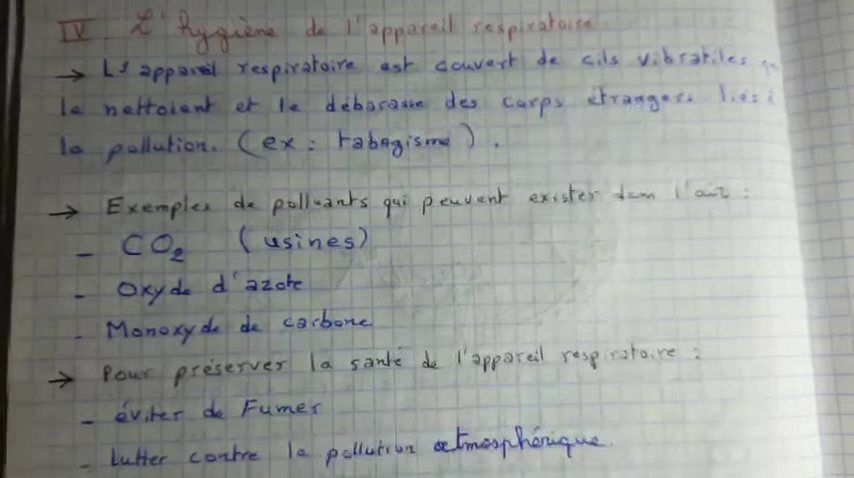 IV. L'hygiène de l'appareil respiratoire
→ L'appareil respiratoire est couvert de cils vibratiles
le nettoient et le débarasse des corps étrangers liés à
la pollution. (ex : tabagisme).
→ Exemples de polluants qui peuvent exister dans l'air :
- CO₂ (usines)
- Oxyde d'azote
- Monoxyde de carbone
→ Pour préserver la santé de l'appareil respiratoire :
- éviter de Fumer
- lutter contre la pollution atmosphérique.